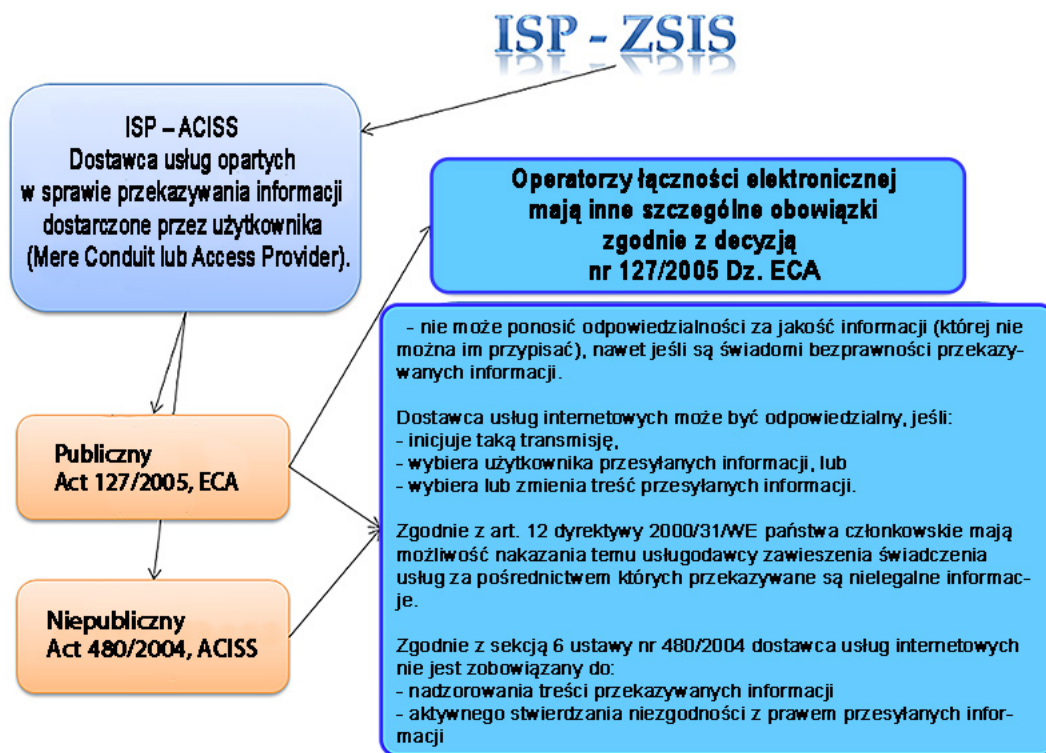 ISP - ZSIS
ISP – ACISS
Dostawca usług opartych
w sprawie przekazywania informacji
dostarczone przez użytkownika
(Mere Conduit lub Access Provider).
Operatorzy łączności elektronicznej
mają inne szczególne obowiązki
zgodnie z decyzją
nr 127/2005 Dz. ECA
- nie może ponosić odpowiedzialności za jakość informacji (której nie
można im przypisać), nawet jeśli są świadomi bezprawności przekazy-
wanych informacji.
Dostawca usług internetowych może być odpowiedzialny, jeśli:
- inicjuje taką transmisję,
- wybiera użytkownika przesyłanych informacji, lub
- wybiera lub zmienia treść przesyłanych informacji.
Zgodnie z art. 12 dyrektywy 2000/31/WE państwa członkowskie mają
możliwość nakazania temu usługodawcy zawieszenia świadczenia
usług za pośrednictwem których przekazywane są nielegalne informac-
je.
Zgodnie z sekcją 6 ustawy nr 480/2004 dostawca usług internetowych
nie jest zobowiązany do:
- nadzorowania treści przekazywanych informacji
- aktywnego stwierdzania niezgodności z prawem przesyłanych infor-
macji
Publiczny
Act 127/2005, ECA
Niepubliczny
Act 480/2004, ACISS